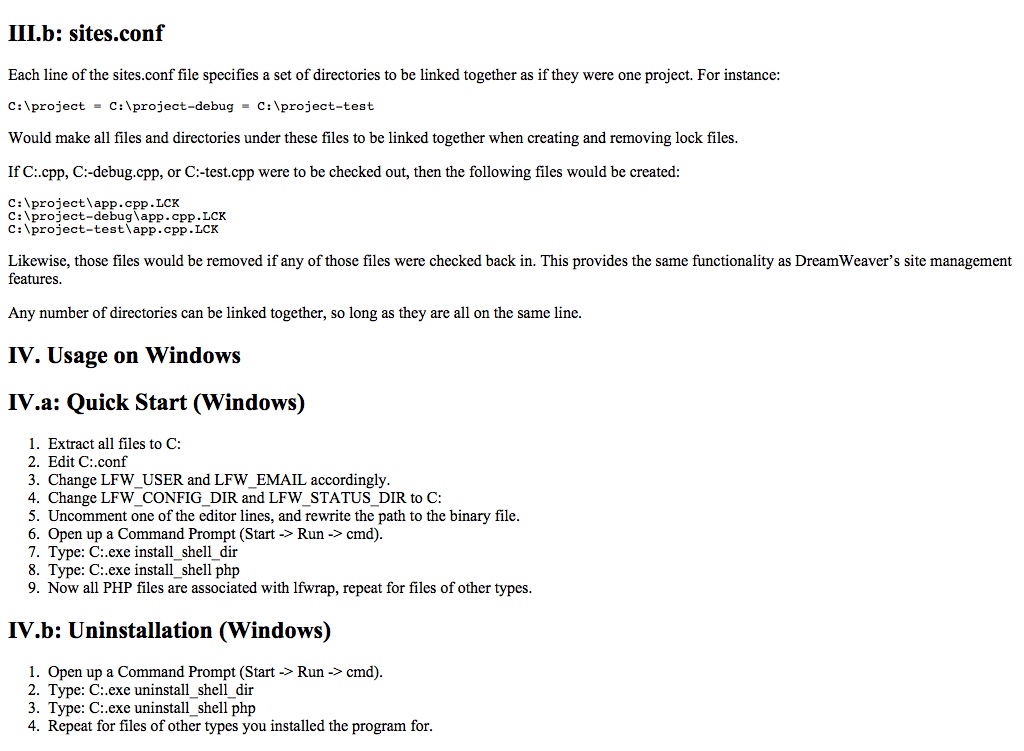 III.b: sites.conf
Each line of the sites.conf file specifies a set of directories to be linked together as if they were one project. For instance:
C:\project = C:\project-debug = C:\project-test
Would make all files and directories under these files to be linked together when creating and removing lock files.
If C:.cpp, C:-debug.cpp, or C:-test.cpp were to be checked out, then the following files would be created:
C:\project\app.cpp.LCK
C:\project-debug\app.cpp.LCK
C:\project-test\app.cpp.LCK
Likewise, those files would be removed if any of those files were checked back in. This provides the same functionality as DreamWeaver’s site management
features.
Any number of directories can be linked together, so long as they are all on the same line.
IV. Usage on Windows
IV.a: Quick Start (Windows)
1. Extract all files to C:
2. Edit C:.conf
3. Change LFW_USER and LFW_EMAIL accordingly.
4. Change LFW_CONFIG_DIR and LFW_STATUS_DIR to C:
5. Uncomment one of the editor lines, and rewrite the path to the binary file.
6. Open up a Command Prompt (Start -> Run -> cmd).
7. Type: C:.exe install_shell_dir
8. Type: C:.exe install_shell php
9. Now all PHP files are associated with lfwrap, repeat for files of other types.
IV.b: Uninstallation (Windows)
1. Open up a Command Prompt (Start -> Run -> cmd).
2. Type: C:.exe uninstall_shell_dir
3. Type: C:.exe uninstall_shell php
4. Repeat for files of other types you installed the program for.